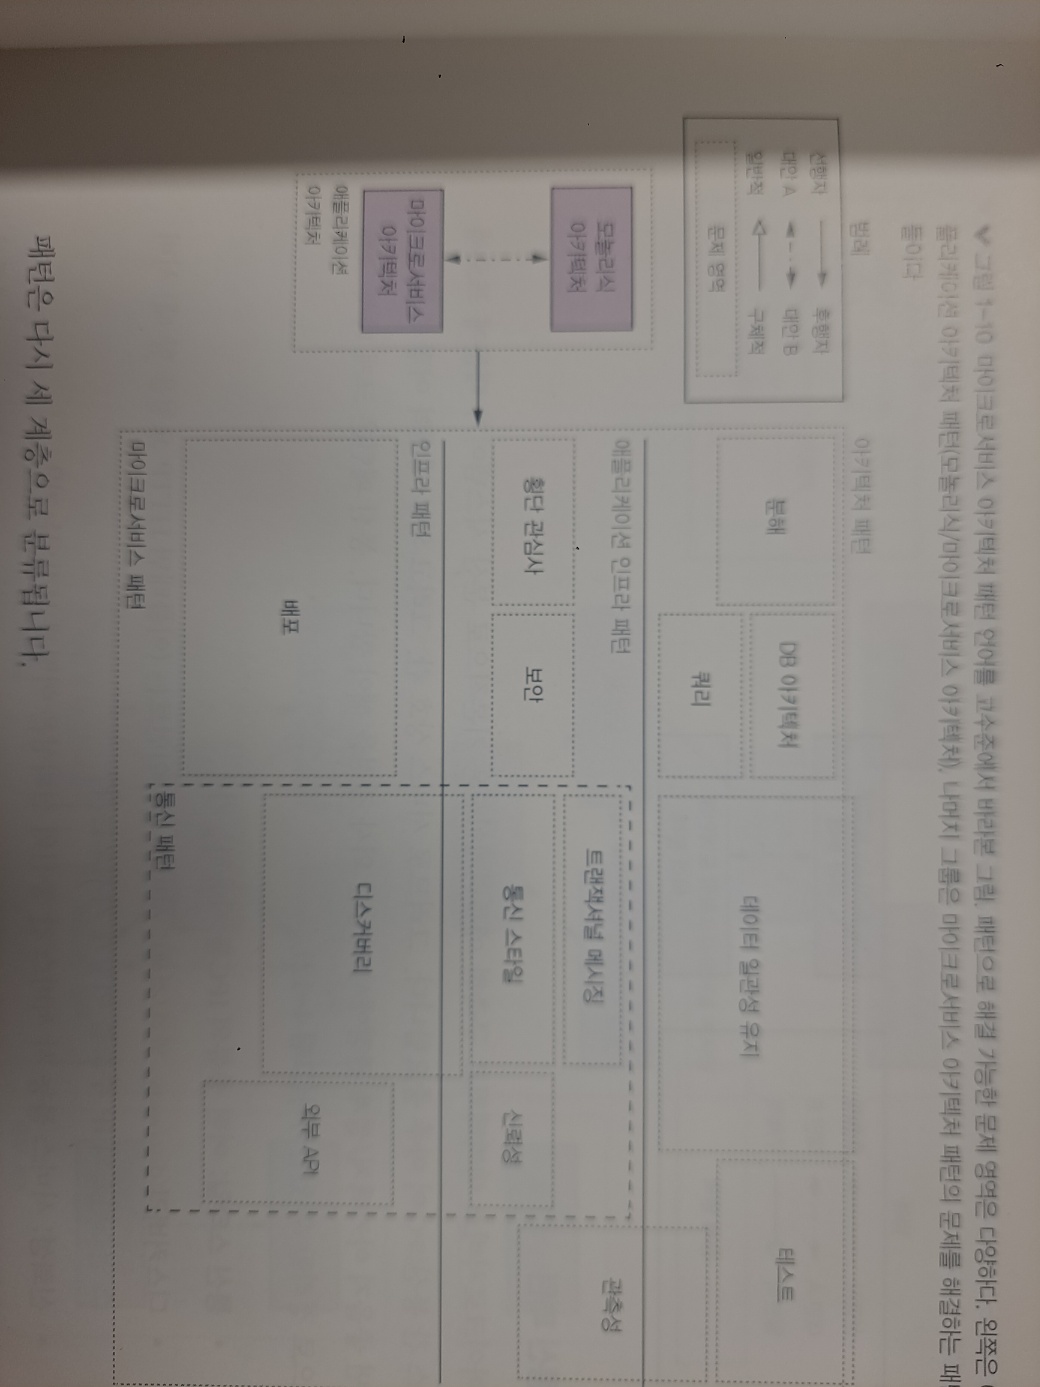 그림 1-10 마이크로서비스 아키텍처 패턴 언어를 고수준에서 바라본 그림. 패턴으로 해결 가능한 문제 영역은 다양하다. 왼쪽은
플리케이션 아키텍처 패턴(모놀리식/마이크로서비스 아키텍처), 나머지 그룹은 마이크로서비스 아키텍처 패턴의 문제를 해결하는
들이다
범례
선행자 후행자
대안 A 대안 B
일반적 구체적
문제 영역
모놀리식
아키텍처
마이크로서비스
아키텍처
애플리케이션
아키텍처
아키텍처 패턴
분해
DB 아키텍처
쿼리
데이터 일관성 유지
테스트
관측성
애플리케이션 인프라 패턴
횡단 관심사
보안
트랜잭셔널 메시징
통신 스타일
신뢰성
인프라 패턴
배포
디스커버리
외부 API
통신 패턴
마이크로서비스 패턴
패턴은 다시 세 계층으로 분류됩니다.